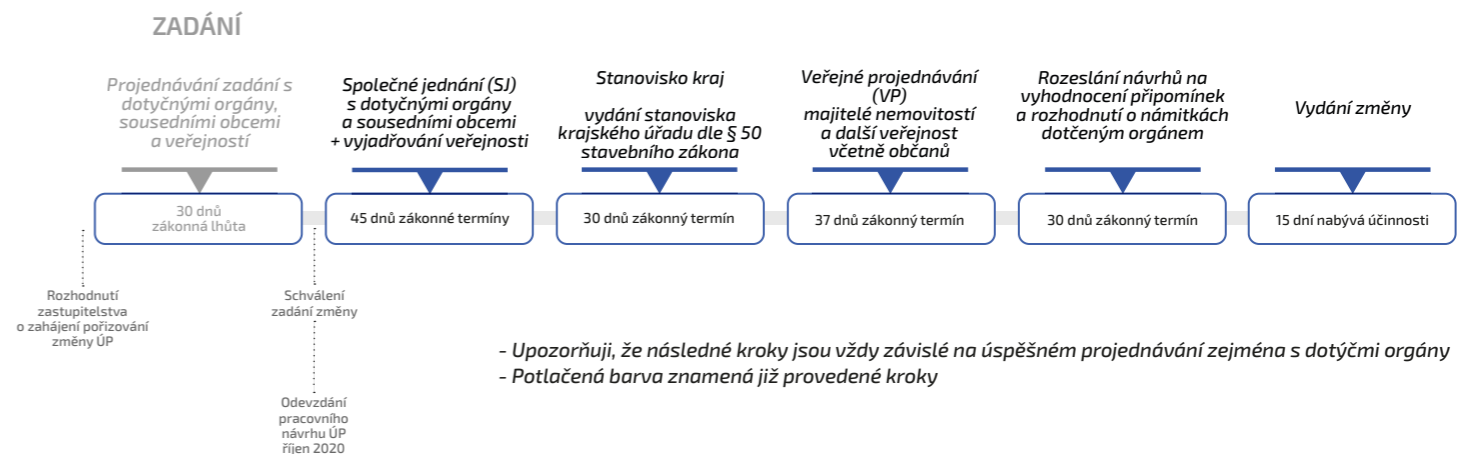 ZADÁNÍ
Projednávání zadání s
dotyčnými orgány,
sousedními obcemi
a veřejností
30 dnů
zákonná lhůta
Společné jednání (SJ)
s dotyčnými orgány
a sousedními obcemi
+ vyjadřování veřejnosti
45 dnů zákonné termíny
Stanovisko kraj
vydání stanoviska
krajského úřadu dle § 50
stavebního zákona
30 dnů zákonný termín
Veřejné projednávání
(VP)
majitelé nemovitostí
a další veřejnost
včetně občanů
37 dnů zákonný termín
Rozeslání návrhů na
vyhodnocení připomínek
a rozhodnutí o námitkách
dotčeným orgánem
30 dnů zákonný termín
Vydání změny
15 dní nabývá účinnosti
Rozhodnutí
zastupitelstva
o zahájení pořizování
změny ÚP
Schválení
zadání změny
Odevzdání
pracovního
návrhu ÚP
říjen 2020
- Upozorňuji, že následné kroky jsou vždy závislé na úspěšném projednávání zejména s dotýčmi orgány
- Potlačená barva znamená již provedené kroky